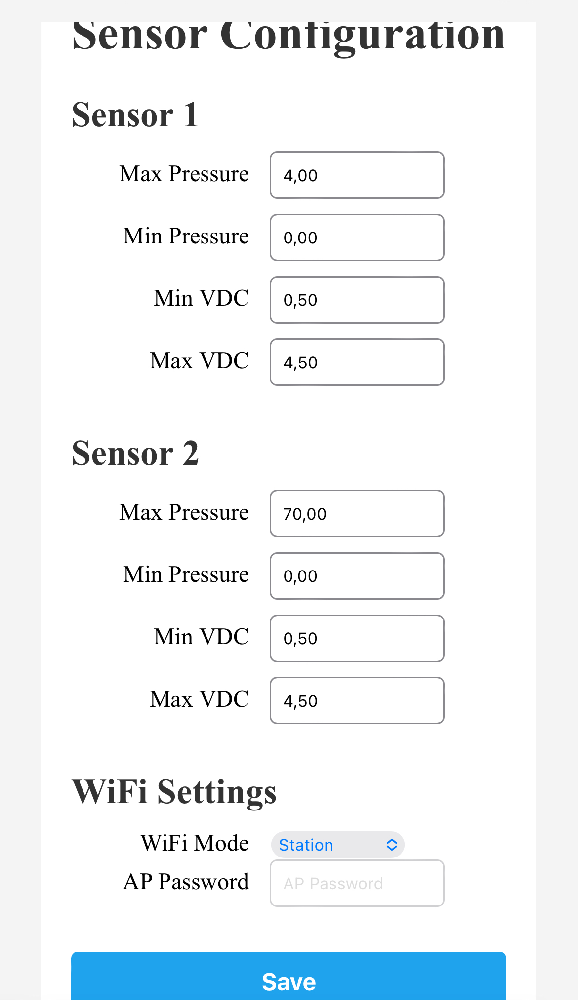 Sensor Configuration
Sensor 1
Max Pressure 4,00
Min Pressure 0,00
Min VDC 0,50
Max VDC 4,50
Sensor 2
Max Pressure 70,00
Min Pressure 0,00
Min VDC 0,50
Max VDC 4,50
WiFi Settings
WiFi Mode Station
AP Password AP Password
Save